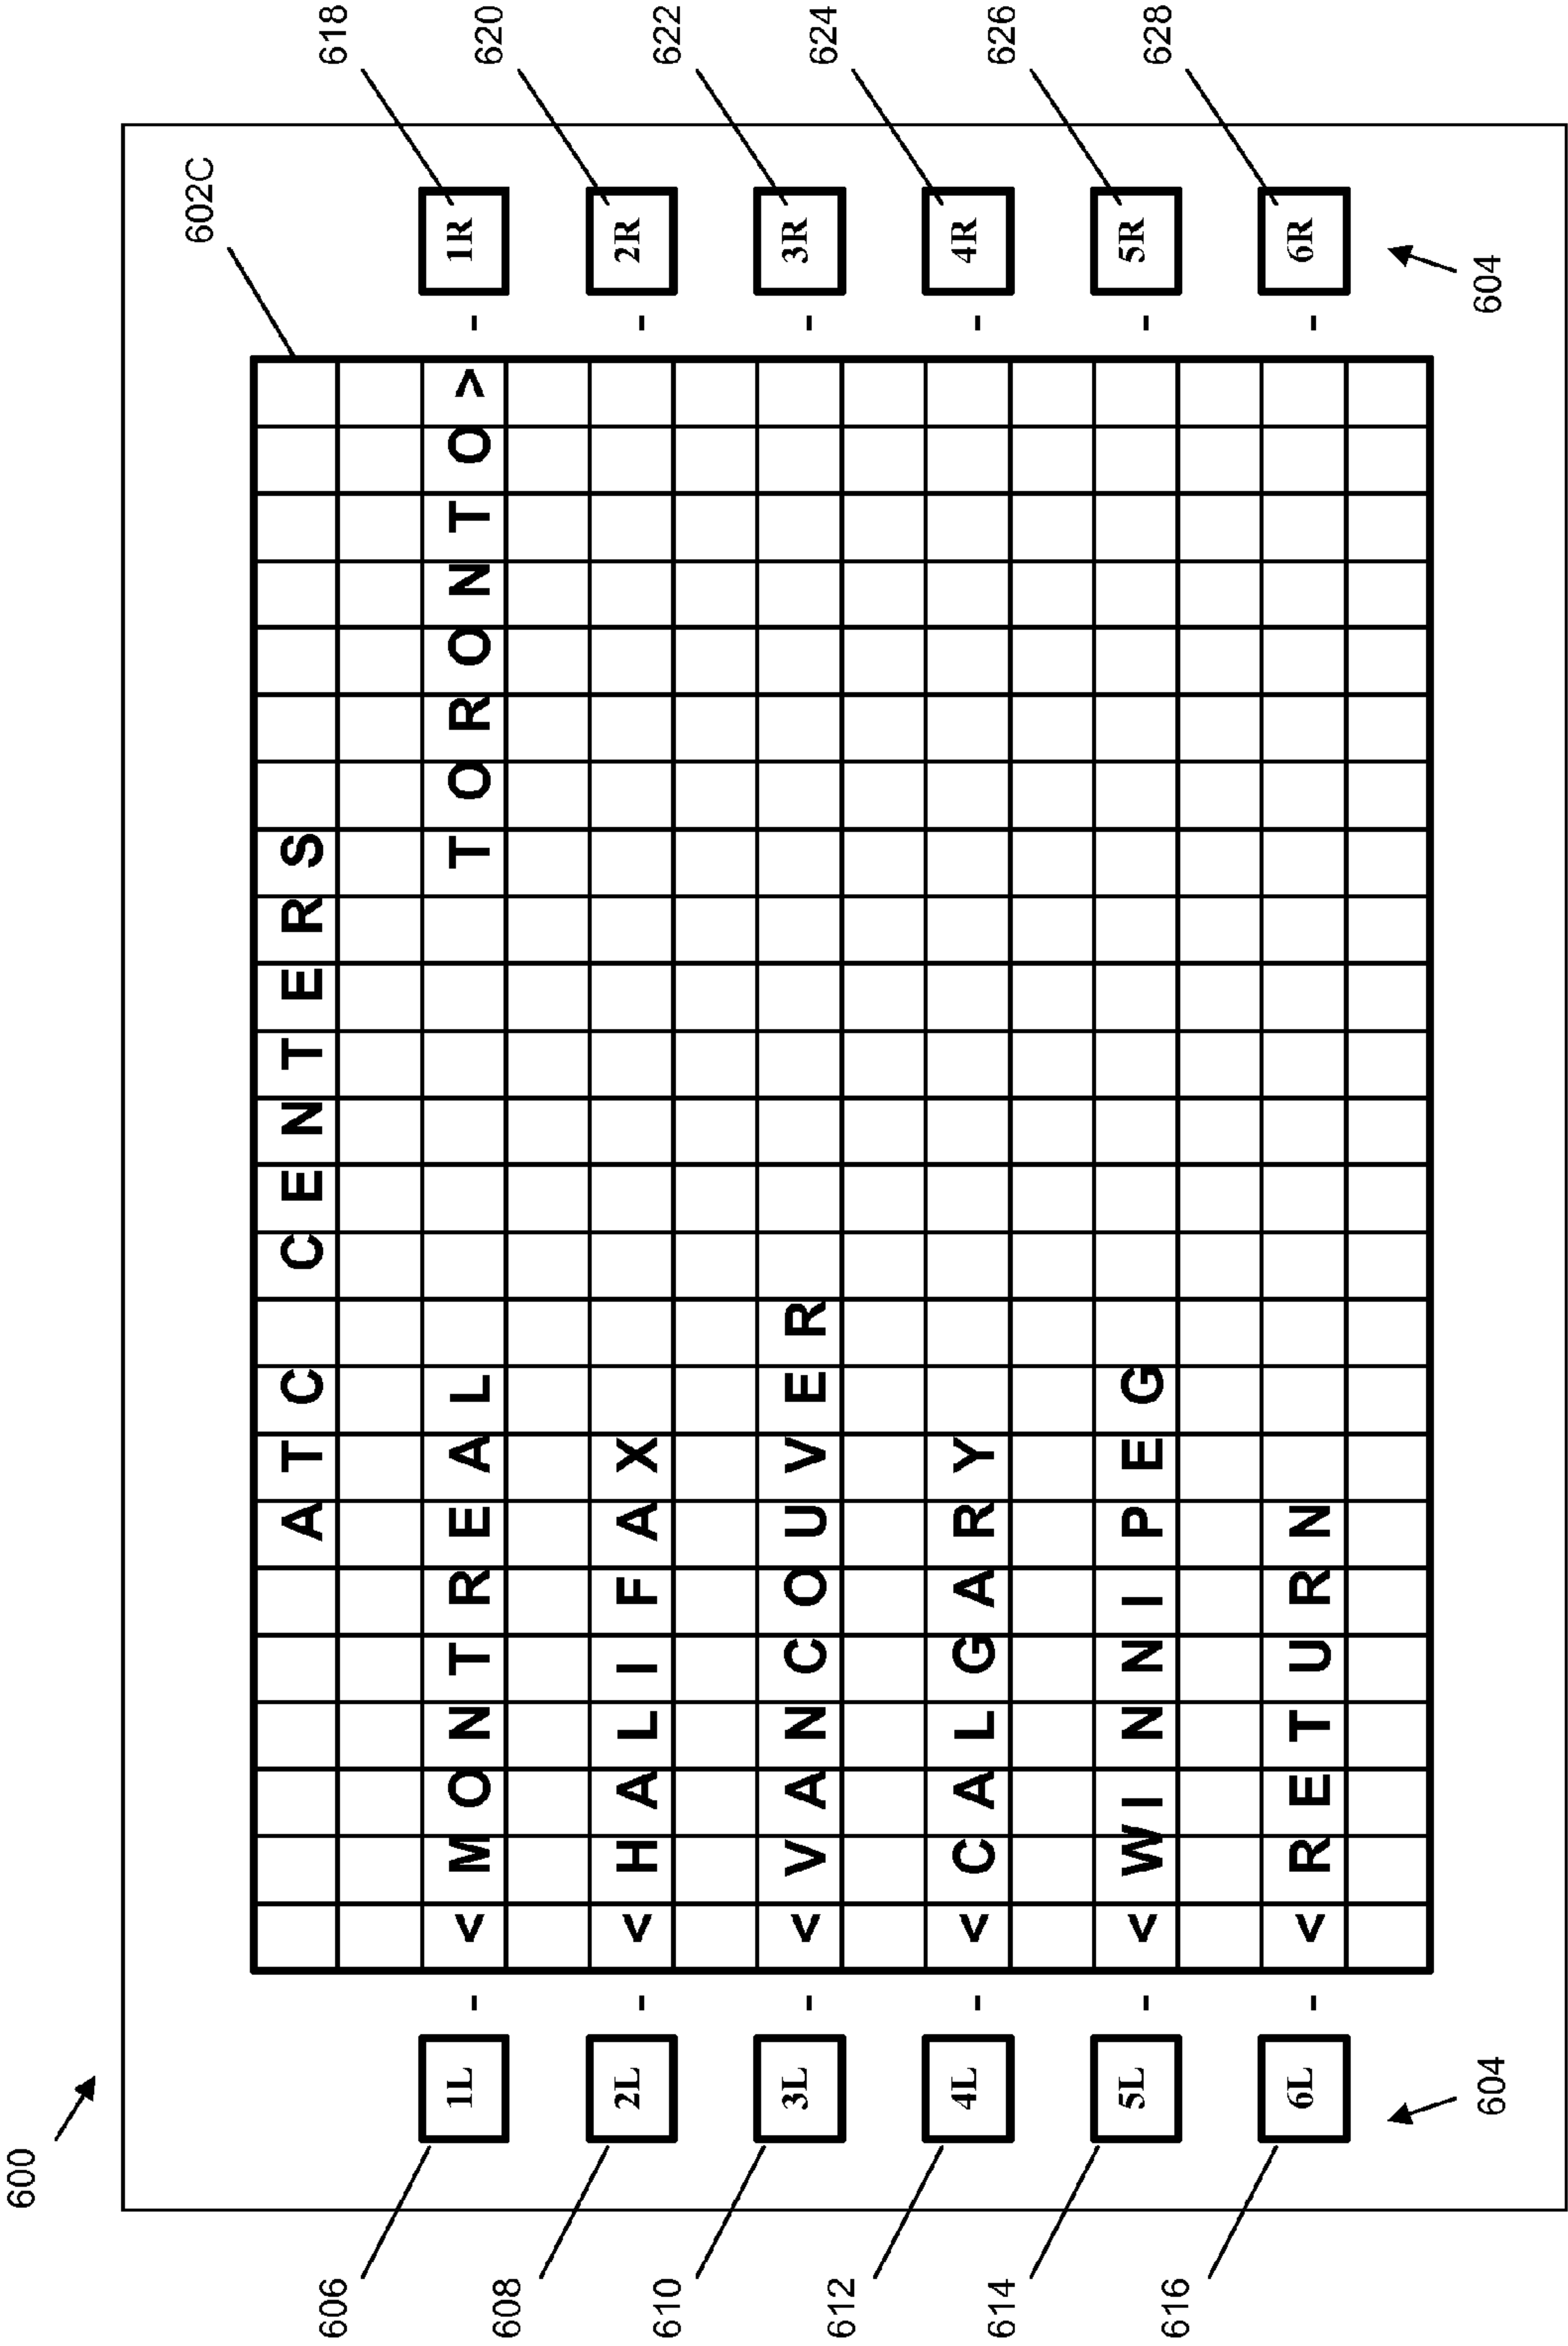 600
602C
ATC CENTERS
606 1L - <MONTREAL TORONTO> - 1R 618
608 2L - <HALIFAX - 2R 620
610 3L - <VANCOUVER - 3R 622
612 4L - <CALGARY - 4R 624
614 5L - <WINNIPEG - 5R 626
616 6L - <RETURN - 6R 628
604 604